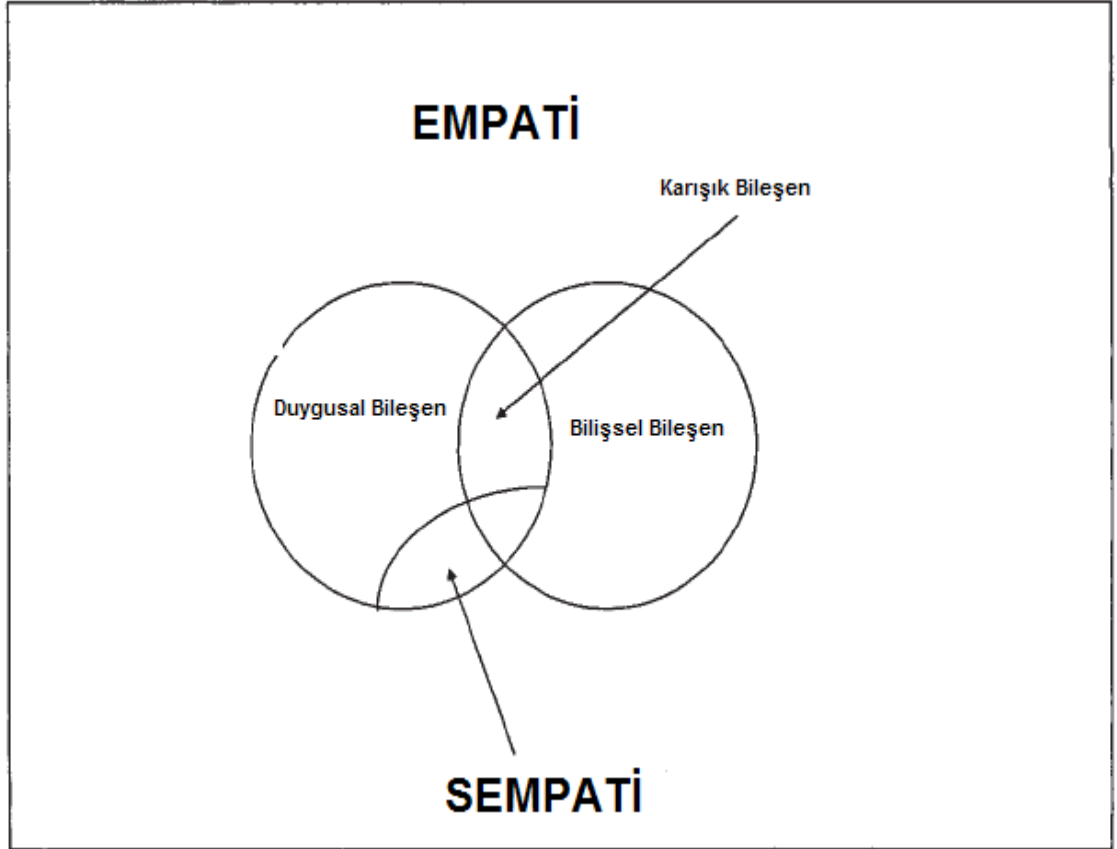 EMPATİ
Karışık Bileşen
Duygusal Bileşen
Bilişsel Bileşen
SEMPATİ